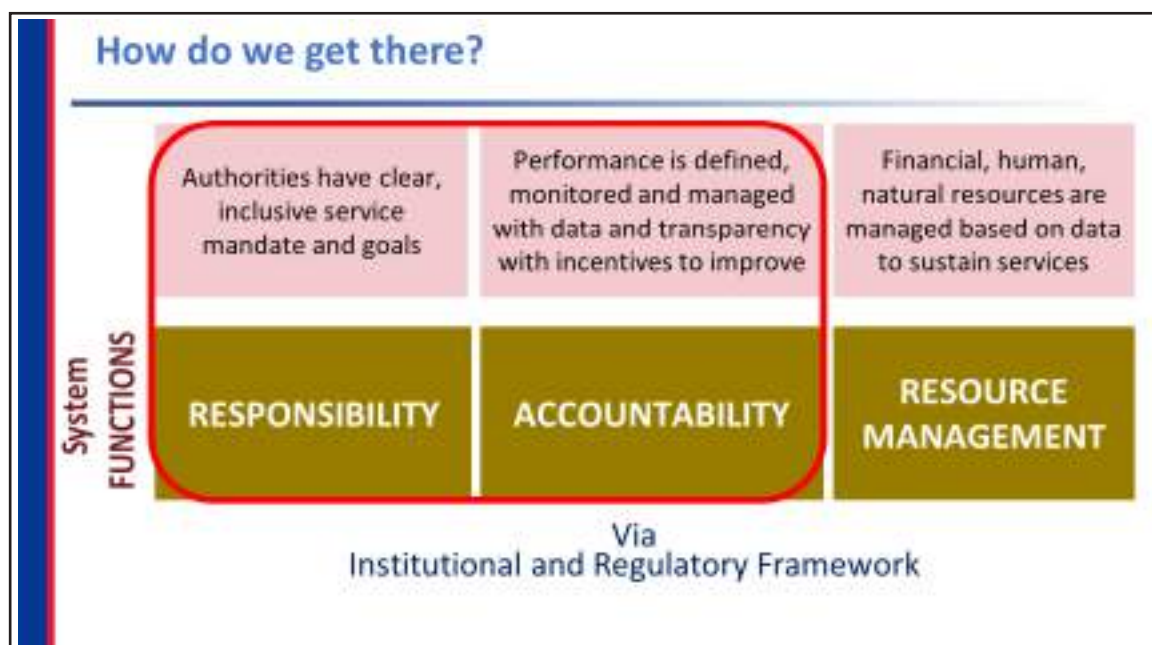 How do we get there?
Authorities have clear,
inclusive service
mandate and goals
Performance is defined,
monitored and managed
with data and transparency
with incentives to improve
Financial, human,
natural resources are
managed based on data
to sustain services
System
FUNCTIONS
RESPONSIBILITY
ACCOUNTABILITY
RESOURCE
MANAGEMENT
Via
Institutional and Regulatory Framework